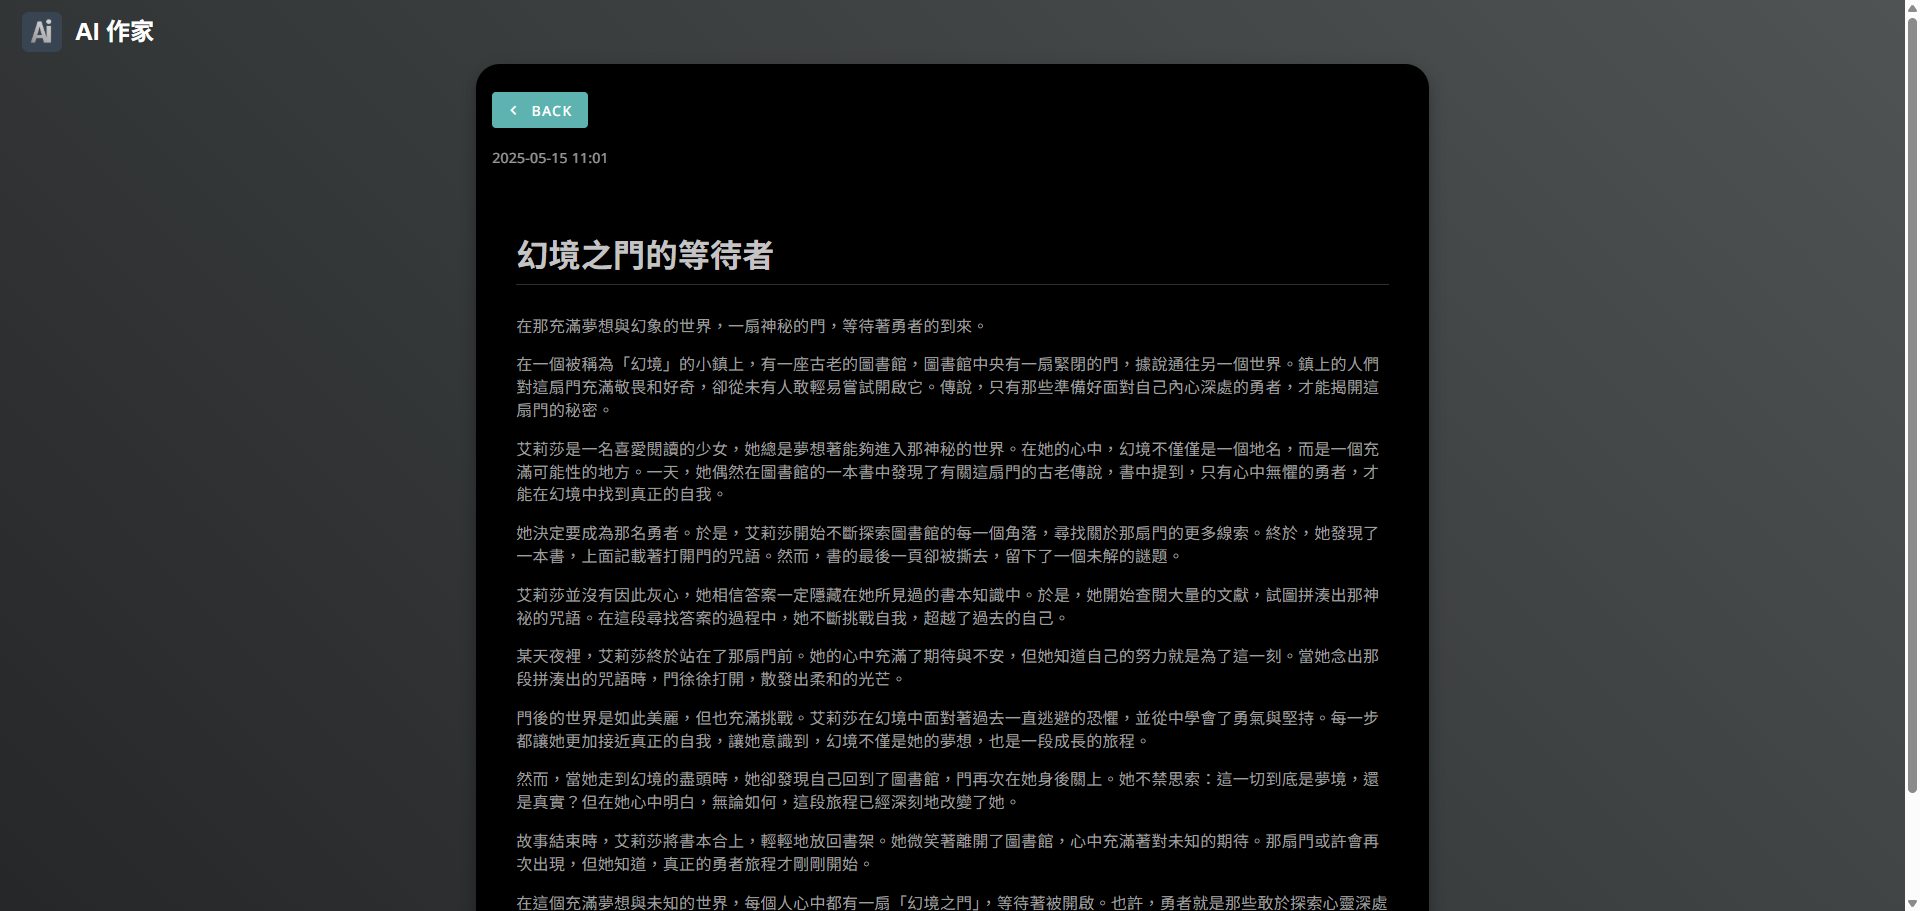 Ai AI 作家
BACK
2025-05-15 11:01
幻境之門的等待者
在那充滿夢想與幻象的世界，一扇神秘的門，等待著勇者的到來。
在一個被稱為「幻境」的小鎮上，有一座古老的圖書館，圖書館中央有一扇緊閉的門，據說通往另一個世界。鎮上的人們
對這扇門充滿敬畏和好奇，卻從未有人敢輕易嘗試開啟它。傳說，只有那些準備好面對自己內心深處的勇者，才能揭開這
扇門的秘密。
艾莉莎是一名喜愛閱讀的少女，她總是夢想著能夠進入那神秘的世界。在她的心中，幻境不僅僅是一個地名，而是一個充
滿可能性的地方。一天，她偶然在圖書館的一本書中發現了有關這扇門的古老傳說，書中提到，只有心中無懼的勇者，才
能在幻境中找到真正的自我。
她決定要成為那名勇者。於是，艾莉莎開始不斷探索圖書館的每一個角落，尋找關於那扇門的更多線索。終於，她發現了
一本書，上面記載著打開門的咒語。然而，書的最後一頁卻被撕去，留下了一個未解的謎題。
艾莉莎並沒有因此灰心，她相信答案一定隱藏在她所見過的書本知識中。於是，她開始查閱大量的文獻，試圖拼湊出那神
祕的咒語。在這段尋找答案的過程中，她不斷挑戰自我，超越了過去的自己。
某天夜裡，艾莉莎終於站在了那扇門前。她的心中充滿了期待與不安，但她知道自己的努力就是為了這一刻。當她念出那
段拼湊出的咒語時，門徐徐打開，散發出柔和的光芒。
門後的世界是如此美麗，但也充滿挑戰。艾莉莎在幻境中面對著過去一直逃避的恐懼，並從中學會了勇氣與堅持。每一步
都讓她更加接近真正的自我，讓她意識到，幻境不僅是她的夢想，也是一段成長的旅程。
然而，當她走到幻境的盡頭時，她卻發現自己回到了圖書館，門再次在她身後關上。她不禁思索：這一切到底是夢境，還
是真實？但在她心中明白，無論如何，這段旅程已經深刻地改變了她。
故事結束時，艾莉莎將書本合上，輕輕地放回書架。她微笑著離開了圖書館，心中充滿著對未知的期待。那扇門或許會再
次出現，但她知道，真正的勇者旅程才剛剛開始。
在這個充滿夢想與未知的世界，每個人心中都有一扇「幻境之門」，等待著被開啟。也許，勇者就是那些敢於探索心靈深處